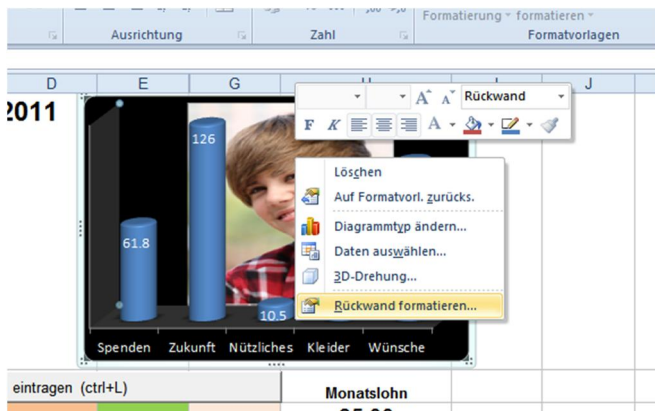 Formatierung formatieren
Ausrichtung Zahl Formatvorlagen
D E G J
2011
Rückwand
A A
F K A
126
61.8
10.5
Löschen
Auf Formatvorl. zurücks.
Diagrammtyp ändern...
Daten auswählen...
3D-Drehung...
Rückwand formatieren...
Spenden Zukunft Nützliches Kleider Wünsche
eintragen (ctrl+L)
Monatslohn